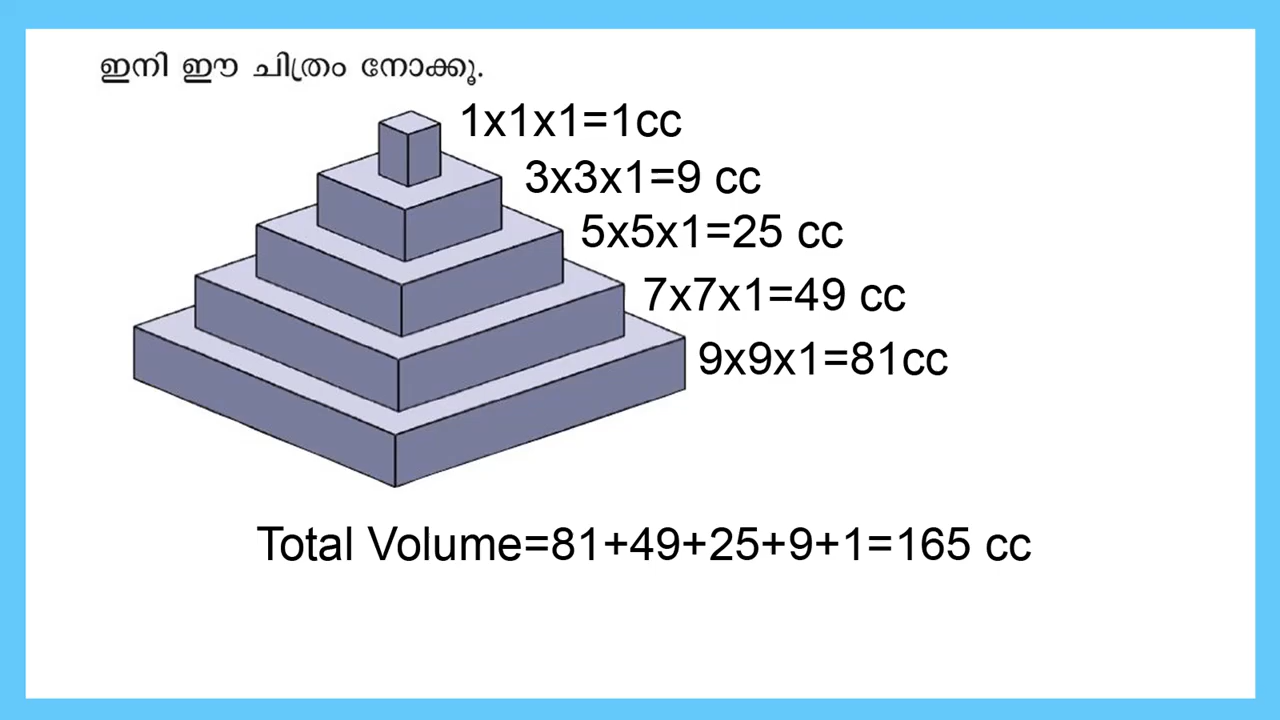 ഇനി ഈ ചിത്രം നോക്കൂ.
1x1x1=1cc
3x3x1=9 cc
5x5x1=25 cc
7x7x1=49 cc
9x9x1=81cc
Total Volume=81+49+25+9+1=165 cc